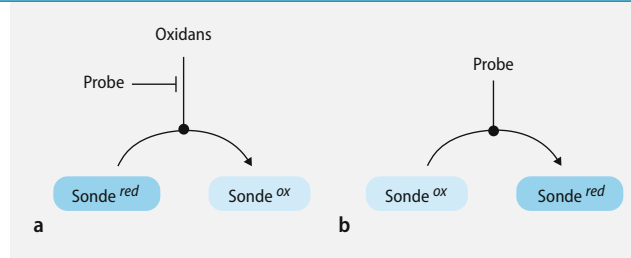 Oxidans
Probe
Sonde red
Sonde ox
a
Probe
Sonde ox
Sonde red
b